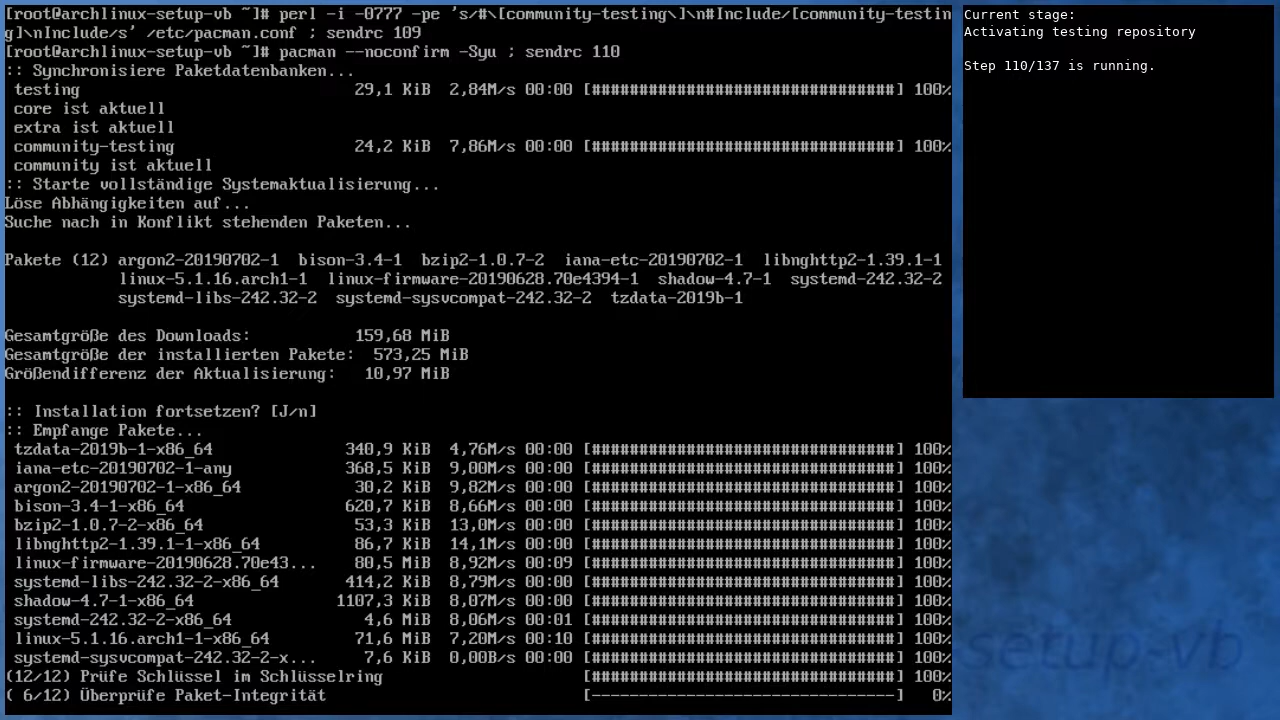 [root@archlinux-setup-vb ~]# perl -i -0777 -pe 's/#\[community-testing\]\n#Include/[community-testin
g]\nInclude/s' /etc/pacman.conf ; sendrc 109
[root@archlinux-setup-vb ~]# pacman --noconfirm -Syu ; sendrc 110
:: Synchronisiere Paketdatenbanken...
testing 29,1 KiB 2,84M/s 00:00 [################################] 100%
core ist aktuell
extra ist aktuell
community-testing 24,2 KiB 7,86M/s 00:00 [################################] 100%
community ist aktuell
:: Starte vollständige Systemaktualisierung...
Löse Abhängigkeiten auf...
Suche nach in Konflikt stehenden Paketen...
Pakete (12) argon2-20190702-1 bison-3.4-1 bzip2-1.0.7-2 iana-etc-20190702-1 libnghttp2-1.39.1-1
linux-5.1.16.arch1-1 linux-firmware-20190628.70e4394-1 shadow-4.7-1 systemd-242.32-2
systemd-libs-242.32-2 systemd-sysvcompat-242.32-2 tzdata-2019b-1
Gesamtgröße des Downloads: 159,68 MiB
Gesamtgröße der installierten Pakete: 573,25 MiB
Größendifferenz der Aktualisierung: 10,97 MiB
:: Installation fortsetzen? [J/n]
:: Empfange Pakete...
tzdata-2019b-1-x86_64 340,9 KiB 4,76M/s 00:00 [################################] 100%
iana-etc-20190702-1-any 368,5 KiB 9,00M/s 00:00 [################################] 100%
argon2-20190702-1-x86_64 30,2 KiB 9,82M/s 00:00 [################################] 100%
bison-3.4-1-x86_64 620,7 KiB 8,66M/s 00:00 [################################] 100%
bzip2-1.0.7-2-x86_64 53,3 KiB 13,0M/s 00:00 [################################] 100%
libnghttp2-1.39.1-1-x86_64 86,7 KiB 14,1M/s 00:00 [################################] 100%
linux-firmware-20190628.70e43... 80,5 MiB 8,92M/s 00:09 [################################] 100%
systemd-libs-242.32-2-x86_64 414,2 KiB 8,79M/s 00:00 [################################] 100%
shadow-4.7-1-x86_64 1107,3 KiB 8,07M/s 00:00 [################################] 100%
systemd-242.32-2-x86_64 4,6 MiB 8,06M/s 00:01 [################################] 100%
linux-5.1.16.arch1-1-x86_64 71,6 MiB 7,20M/s 00:10 [################################] 100%
systemd-sysvcompat-242.32-2-x... 7,6 KiB 0,00B/s 00:00 [################################] 100%
(12/12) Prüfe Schlüssel im Schlüsselring [################################] 100%
( 6/12) Überprüfe Paket-Integrität [--------------------------------] 0%
Current stage:
Activating testing repository
Step 110/137 is running.
setup-vb